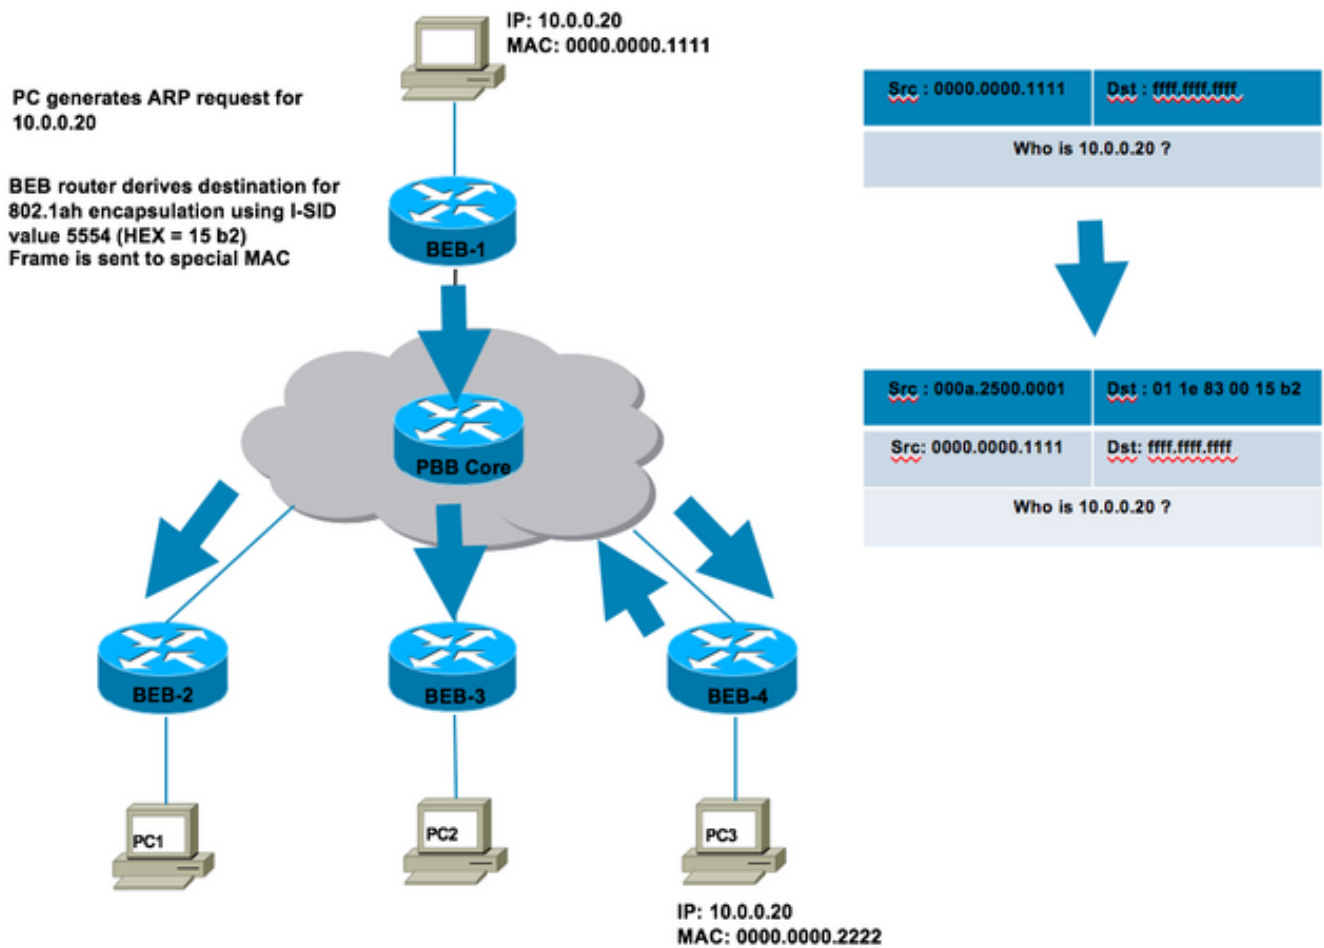 IP: 10.0.0.20
MAC: 0000.0000.1111
PC generates ARP request for
10.0.0.20
BEB router derives destination for
802.1ah encapsulation using I-SID
value 5554 (HEX = 15 b2)
Frame is sent to special MAC
BEB-1
PBB Core
BEB-2
BEB-3
BEB-4
PC1
PC2
PC3
IP: 10.0.0.20
MAC: 0000.0000.2222
Src : 0000.0000.1111
Dst : ffff.ffff.ffff
Who is 10.0.0.20 ?
Src : 000a.2500.0001
Dst : 01 1e 83 00 15 b2
Src: 0000.0000.1111
Dst: ffff.ffff.ffff
Who is 10.0.0.20 ?